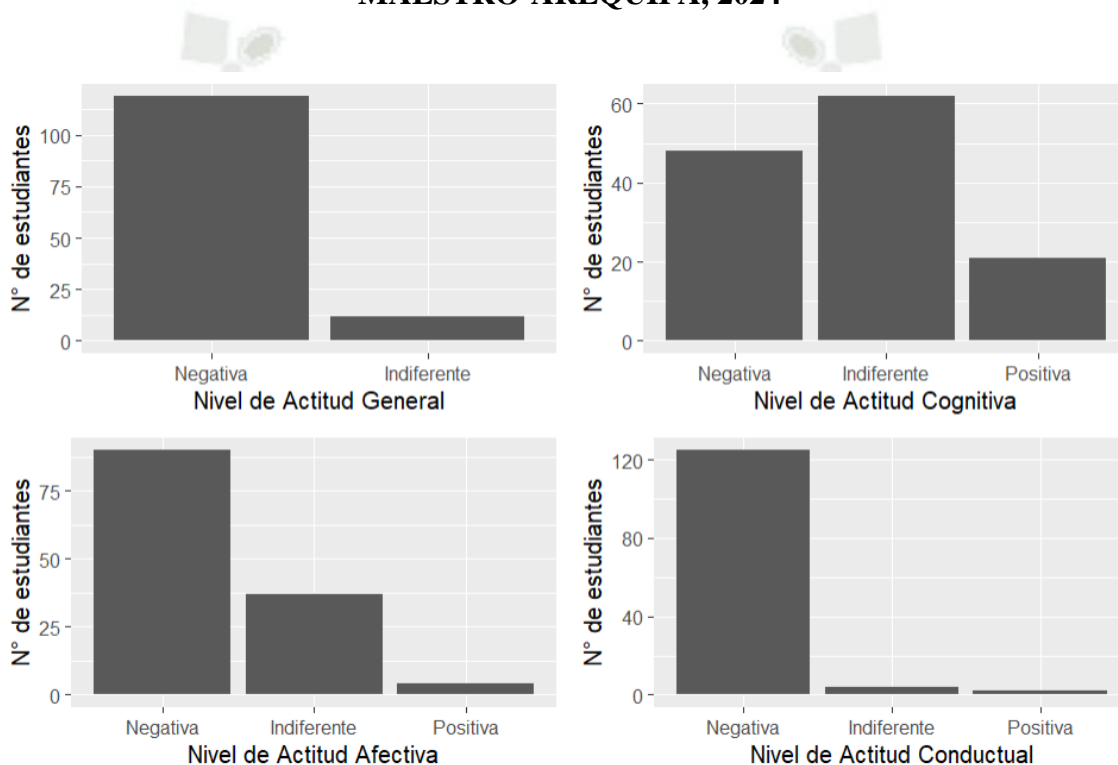 MAESTRO AREQUIPA, 2024
N° de estudiantes
100
75
50
25
0
Negativa Indiferente
Nivel de Actitud General
N° de estudiantes
60
40
20
0
Negativa Indiferente Positiva
Nivel de Actitud Cognitiva
N° de estudiantes
75
50
25
0
Negativa Indiferente Positiva
Nivel de Actitud Afectiva
N° de estudiantes
120
80
40
0
Negativa Indiferente Positiva
Nivel de Actitud Conductual